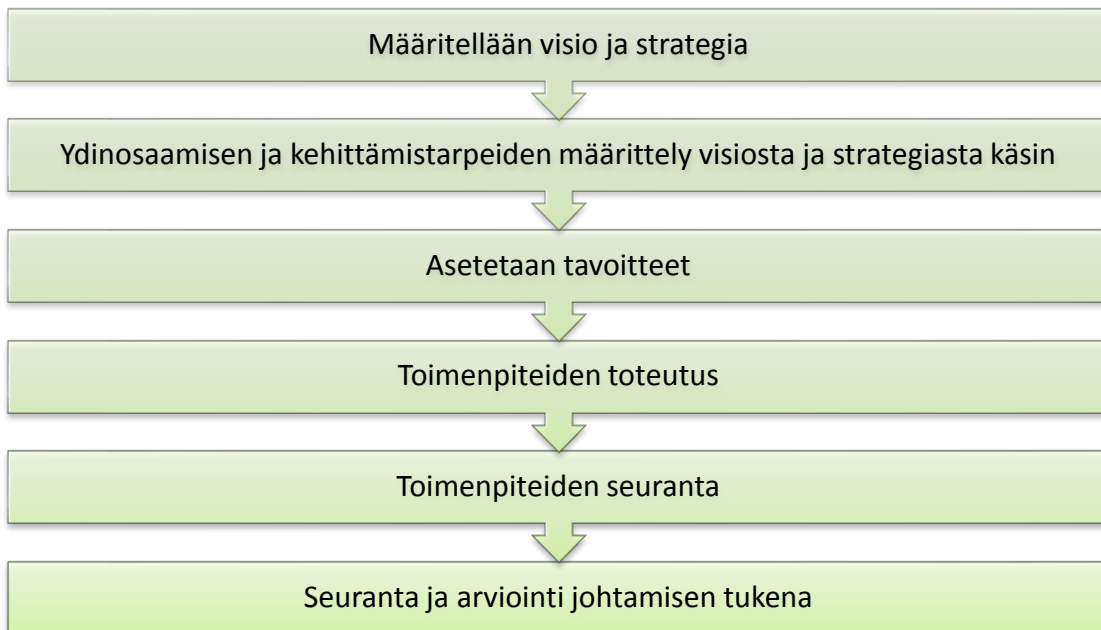 Määritellään visio ja strategia
Ydinosaamisen ja kehittämistarpeiden määrittely visiosta ja strategiasta käsin
Asetetaan tavoitteet
Toimenpiteiden toteutus
Toimenpiteiden seuranta
Seuranta ja arviointi johtamisen tukena